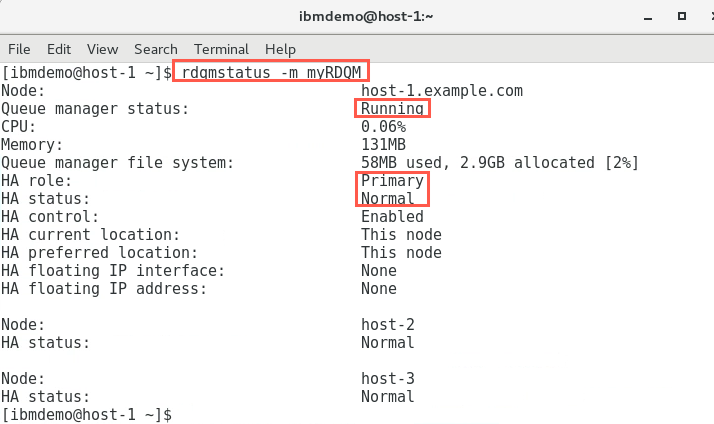 ibmdemo@host-1:~
File Edit View Search Terminal Help
[ibmdemo@host-1 ~]$ rdqmstatus -m myRDQM
Node: host-1.example.com
Queue manager status: Running
CPU: 0.06%
Memory: 131MB
Queue manager file system: 58MB used, 2.9GB allocated [2%]
HA role: Primary
HA status: Normal
HA control: Enabled
HA current location: This node
HA preferred location: This node
HA floating IP interface: None
HA floating IP address: None
Node: host-2
HA status: Normal
Node: host-3
HA status: Normal
[ibmdemo@host-1 ~]$